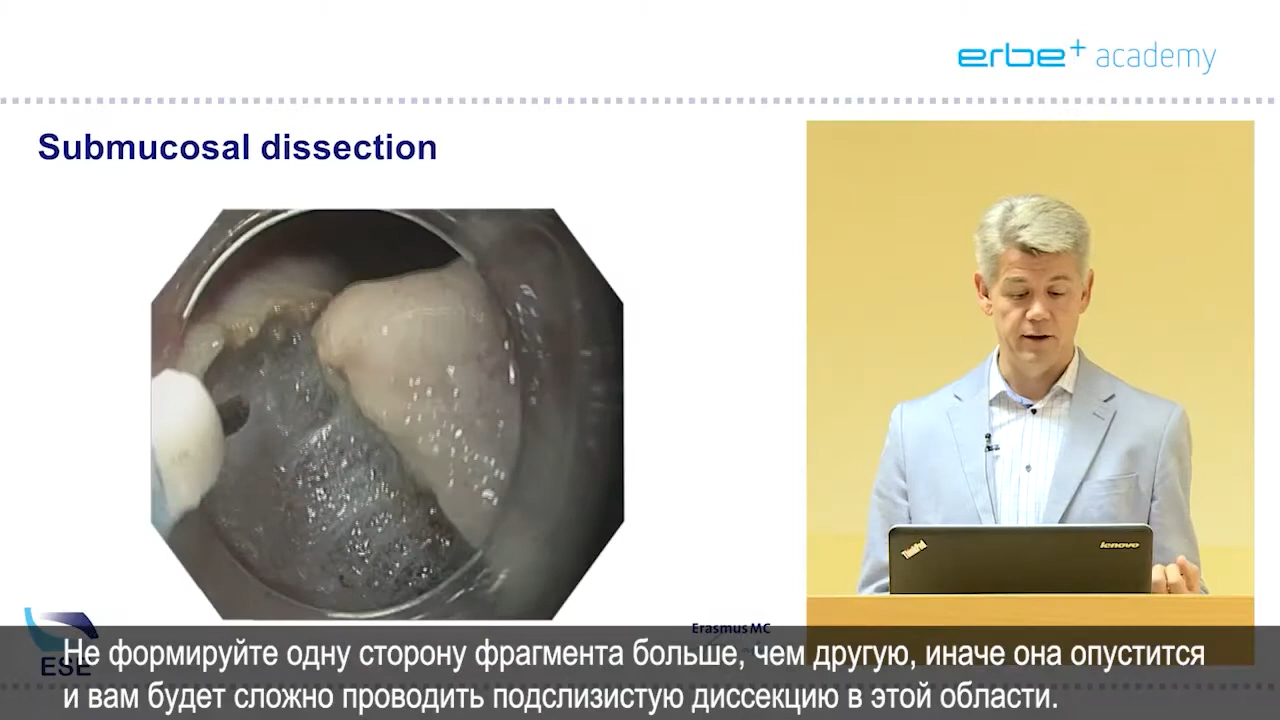 erbe+ academy
Submucosal dissection
ThinkPad
lenovo
Erasmus MC
ESE
Не формируйте одну сторону фрагмента больше, чем другую, иначе она опустится
и вам будет сложно проводить подслизистую диссекцию в этой области.